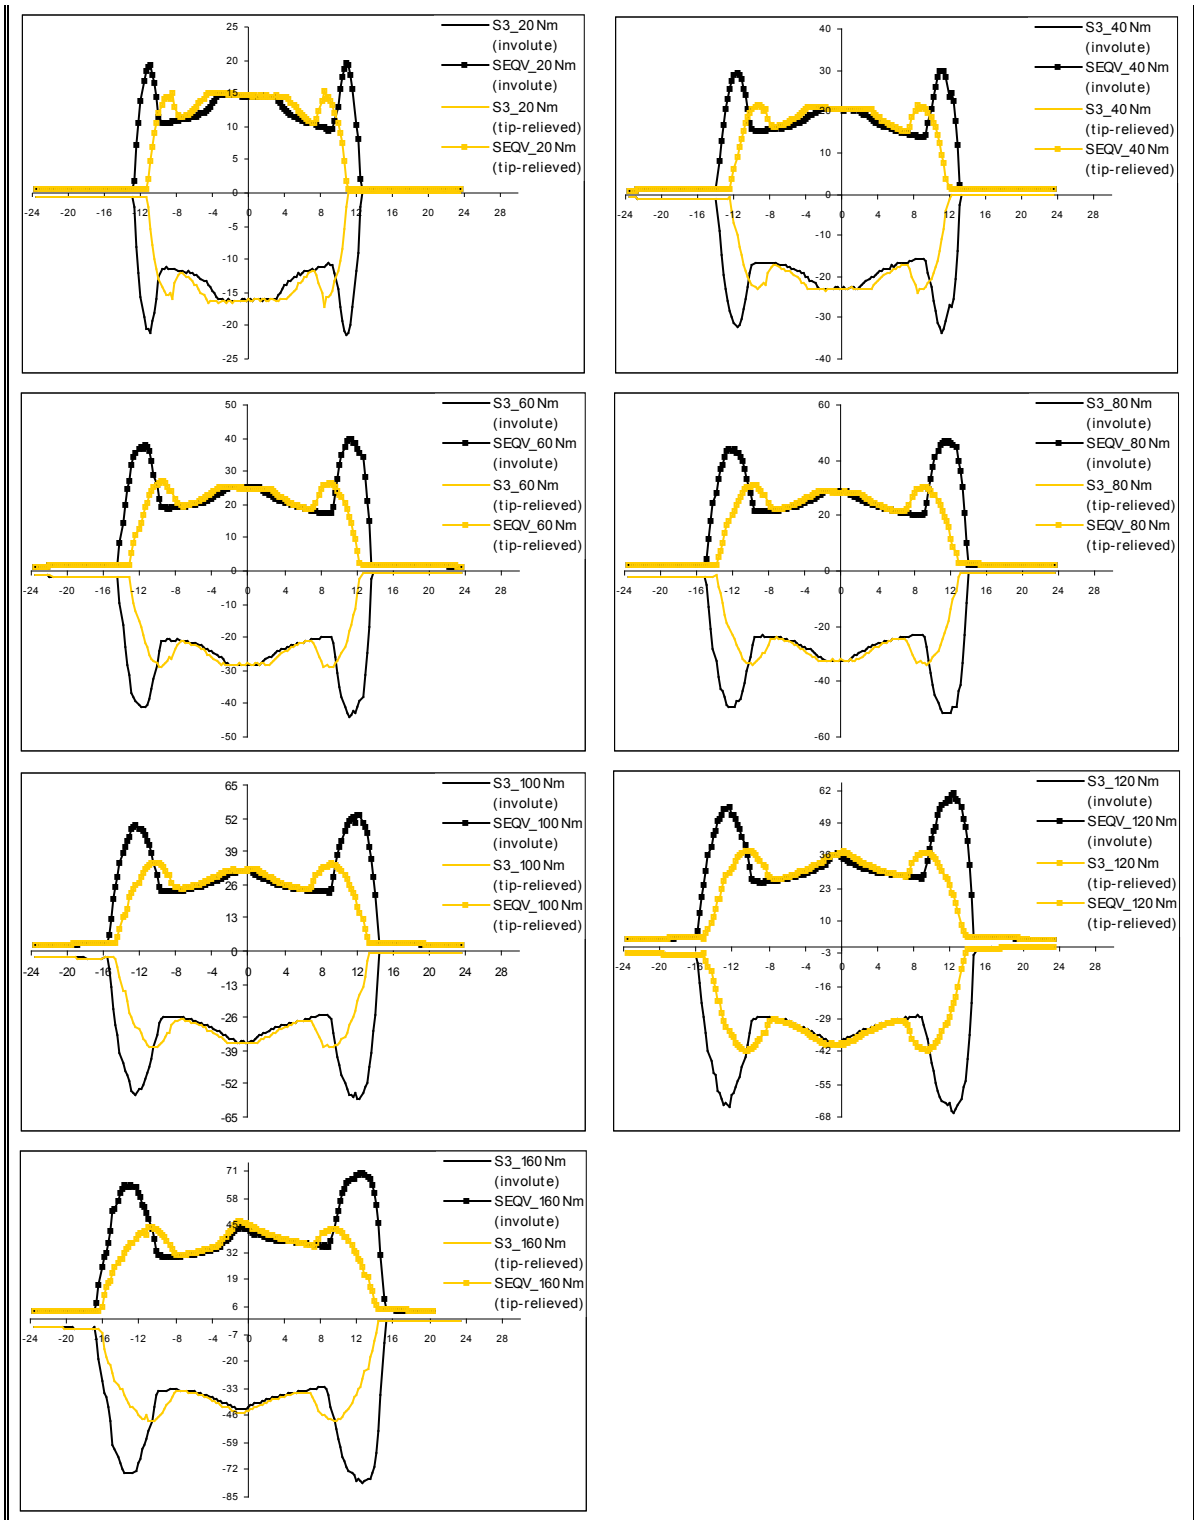 25
20
15
10
5
0
-5
-10
-15
-20
-25
-24 -20 -16 -12 -8 -4 0 4 8 12 16 20 24 28
S3_20 Nm
(involute)
SEQV_20 Nm
(involute)
S3_20 Nm
(tip-relieved)
SEQV_20 Nm
(tip-relieved)
40
30
20
10
0
-10
-20
-30
-40
-24 -20 -16 -12 -8 -4 0 4 8 12 16 20 24 28
S3_40 Nm
(involute)
SEQV_40 Nm
(involute)
S3_40 Nm
(tip-relieved)
SEQV_40 Nm
(tip-relieved)
50
40
30
20
10
0
-10
-20
-30
-40
-50
-24 -20 -16 -12 -8 -4 0 4 8 12 16 20 24 28
S3_60 Nm
(involute)
SEQV_60 Nm
(involute)
S3_60 Nm
(tip-relieved)
SEQV_60 Nm
(tip-relieved)
60
40
20
0
-20
-40
-60
-24 -20 -16 -12 -8 -4 0 4 8 12 16 20 24 28
S3_80 Nm
(involute)
SEQV_80 Nm
(involute)
S3_80 Nm
(tip-relieved)
SEQV_80 Nm
(tip-relieved)
65
52
39
26
13
0
-13
-26
-39
-52
-65
-24 -20 -16 -12 -8 -4 0 4 8 12 16 20 24 28
S3_100 Nm
(involute)
SEQV_100 Nm
(involute)
S3_100 Nm
(tip-relieved)
SEQV_100 Nm
(tip-relieved)
62
49
36
23
10
-3
-16
-29
-42
-55
-68
-24 -20 -16 -12 -8 -4 0 4 8 12 16 20 24 28
S3_120 Nm
(involute)
SEQV_120 Nm
(involute)
S3_120 Nm
(tip-relieved)
SEQV_120 Nm
(tip-relieved)
71
58
45
32
19
6
-7
-20
-33
-46
-59
-72
-85
-24 -20 -16 -12 -8 -4 0 4 8 12 16 20 24 28
S3_160 Nm
(involute)
SEQV_160 Nm
(involute)
S3_160 Nm
(tip-relieved)
SEQV_160 Nm
(tip-relieved)